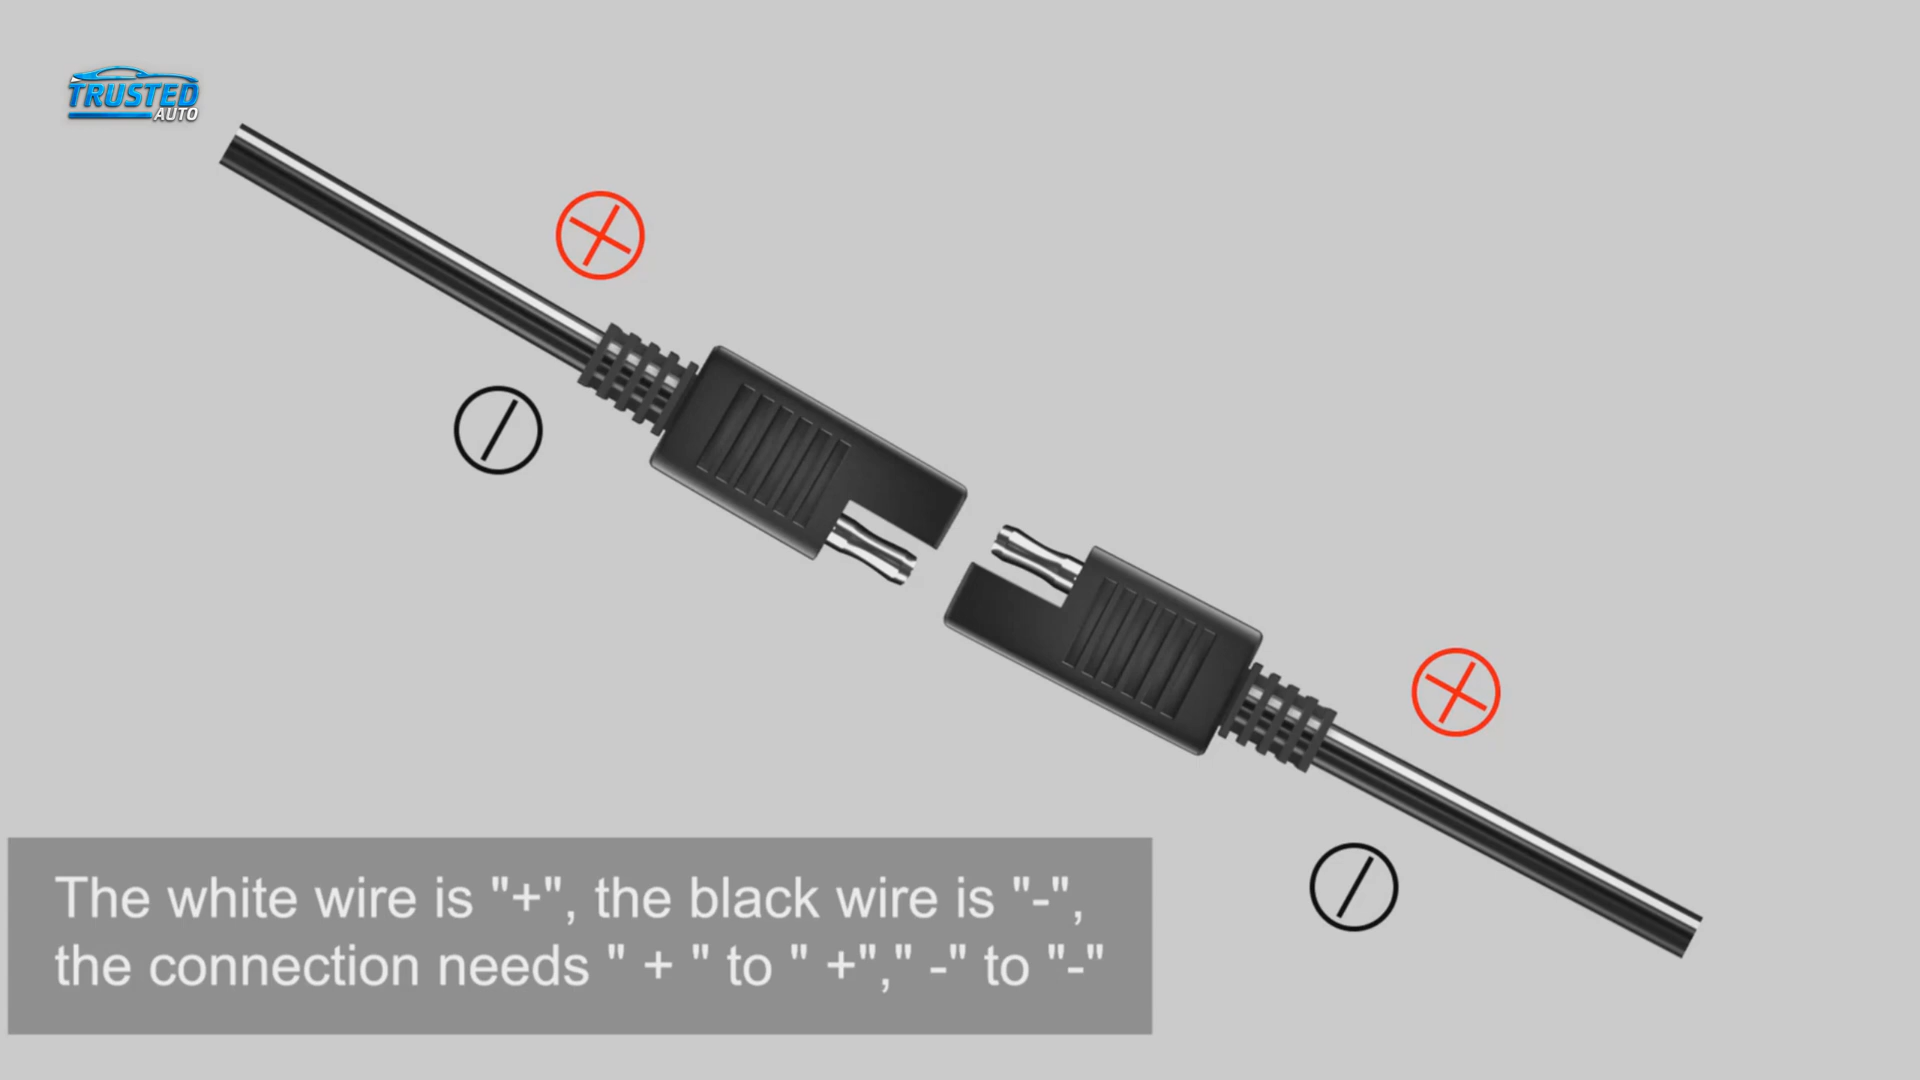 TRUSTED
AUTO
The white wire is "+", the black wire is "-",
the connection needs " + " to " +"," -" to "-"